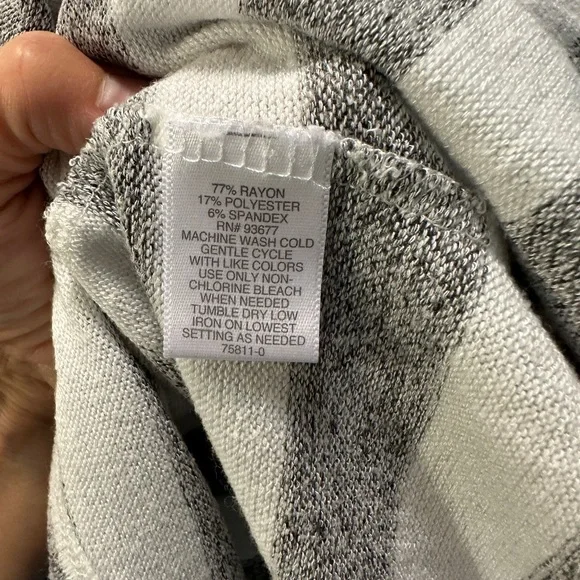 77% RAYON
17% POLYESTER
6% SPANDEX
RN# 93677
MACHINE WASH COLD
GENTLE CYCLE
WITH LIKE COLORS
USE ONLY NON-
CHLORINE BLEACH
WHEN NEEDED
TUMBLE DRY LOW
IRON ON LOWEST
SETTING AS NEEDED
75811-0